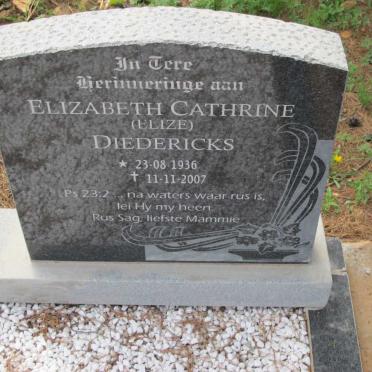 In Tere
Herinneringe aan
ELIZABETH CATHRINE
(ELIZE)
DIEDERICKS
★ 23-08-1936
✝ 11-11-2007
Ps 23:2 ... na waters waar rus is,
lei Hy my heen.
Rus Sag, liefste Mammie